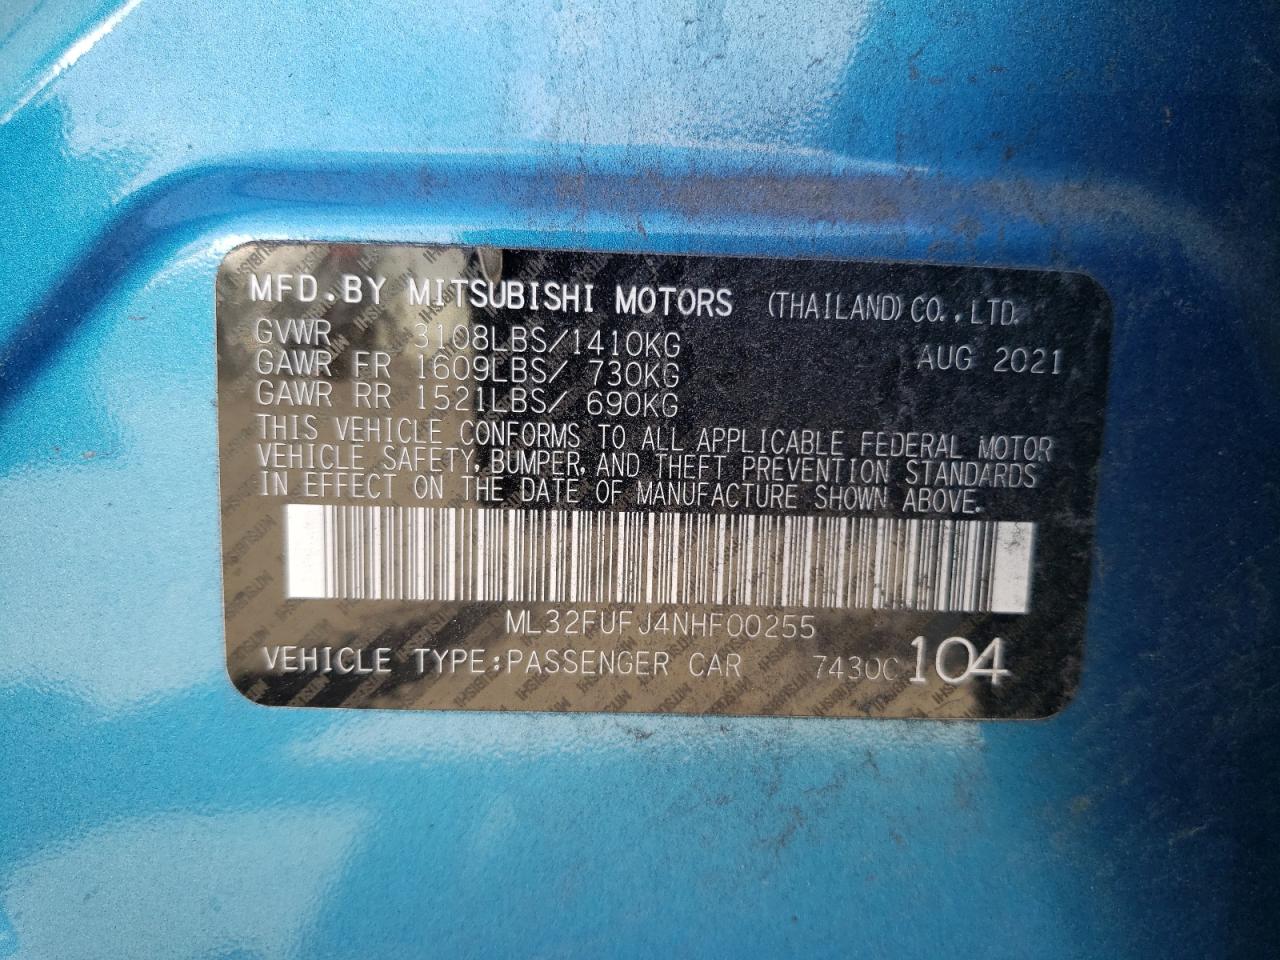 MFD.BY MITSUBISHI MOTORS (THAILAND)CO.,LTD.
GVWR 3108LBS/1410KG
AUG 2021
GAWR FR 1609LBS/ 730KG
GAWR RR 1521LBS/ 690KG
THIS VEHICLE CONFORMS TO ALL APPLICABLE FEDERAL MOTOR
VEHICLE SAFETY, BUMPER, AND THEFT PREVENTION STANDARDS
IN EFFECT ON THE DATE OF MANUFACTURE SHOWN ABOVE.
ML32FUFJ4NHF00255
VEHICLE TYPE:PASSENGER CAR 7430C 104